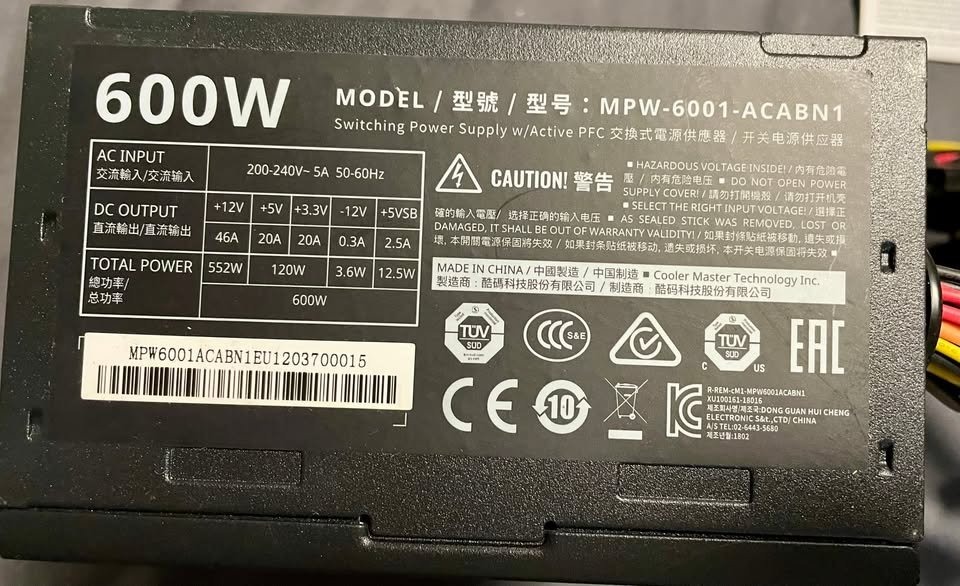 600W
MODEL / 型號 / 型号：MPW-6001-ACABN1
Switching Power Supply w/Active PFC 交換式電源供應器 / 开关电源供应器
AC INPUT
交流輸入/交流输入
200-240V~ 5A 50-60Hz
DC OUTPUT
直流輸出/直流输出
+12V +5V +3.3V -12V +5VSB
46A 20A 20A 0.3A 2.5A
TOTAL POWER
總功率/
总功率
552W 120W 3.6W 12.5W
600W
CAUTION! 警告
■ HAZARDOUS VOLTAGE INSIDE! / 內有危險電
壓 / 内有危险电压 ■ DO NOT OPEN POWER
SUPPLY COVER! / 請勿打開機殼 / 请勿打开机壳
■ SELECT THE RIGHT INPUT VOLTAGE! / 選擇正
確的輸入電壓/ 选择正确的输入电压 ■ AS SEALED STICK WAS REMOVED, LOST OR
DAMAGED, IT SHALL BE OUT OF WARRANTY VALIDITY! / 如果封條貼紙被移動, 遺失或損
壞, 本開關電源保固將失效 / 如果封条贴纸被移动, 遗失或损坏, 本开关电源保固将失效 ■
MADE IN CHINA / 中國製造 / 中国制造 ■ Cooler Master Technology Inc.
製造商：酷碼科技股份有限公司 / 制造商：酷码科技股份有限公司
MPW6001ACABN1EU1203700015
TÜV
SÜD
CCC S&E
TÜV
SÜD
C US
EAC
CE
10
KC
R-REM-cM1-MPW6001ACABN1
XU100161-18016
제조회사명/제조국:DONG GUAN HUI CHENG
ELECTRONIC S&t.,CTD/ CHINA
A/S TEL:02-6443-5680
제조년월:1802